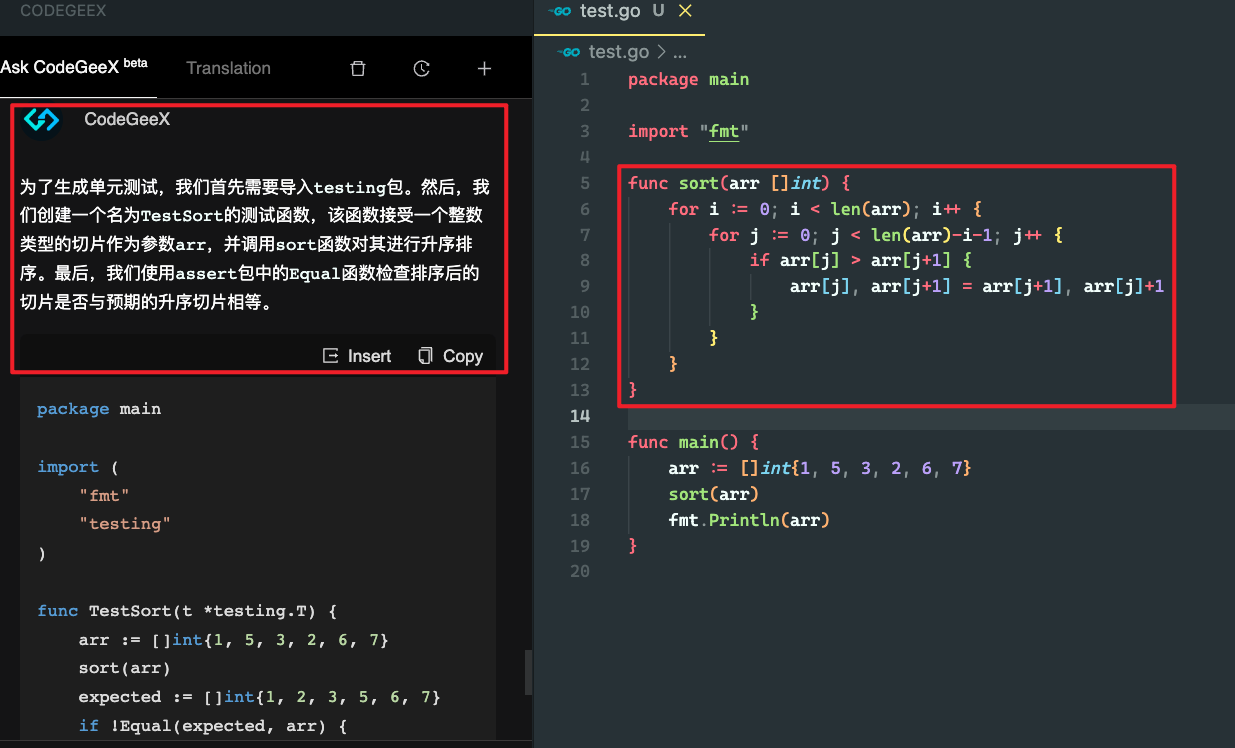 CODEGEEX
Ask CodeGeeX beta
Translation
CodeGeeX
为了生成单元测试，我们首先需要导入testing包。然后，我
们创建一个名为TestSort的测试函数，该函数接受一个整数
类型的切片作为参数arr，并调用sort函数对其进行升序排
序。最后，我们使用assert包中的Equal函数检查排序后的
切片是否与预期的升序切片相等。
Insert Copy
package main
import (
"fmt"
"testing"
)
func TestSort(t *testing.T) {
arr := []int{1, 5, 3, 2, 6, 7}
sort(arr)
expected := []int{1, 2, 3, 5, 6, 7}
if !Equal(expected, arr) {
GO test.go U ×
GO test.go > ...
1 package main
2
3 import "fmt"
4
5 func sort(arr []int) {
6 for i := 0; i < len(arr); i++ {
7 for j := 0; j < len(arr)-i-1; j++ {
8 if arr[j] > arr[j+1] {
9 arr[j], arr[j+1] = arr[j+1], arr[j]+1
10 }
11 }
12 }
13 }
14
15 func main() {
16 arr := []int{1, 5, 3, 2, 6, 7}
17 sort(arr)
18 fmt.Println(arr)
19 }
20